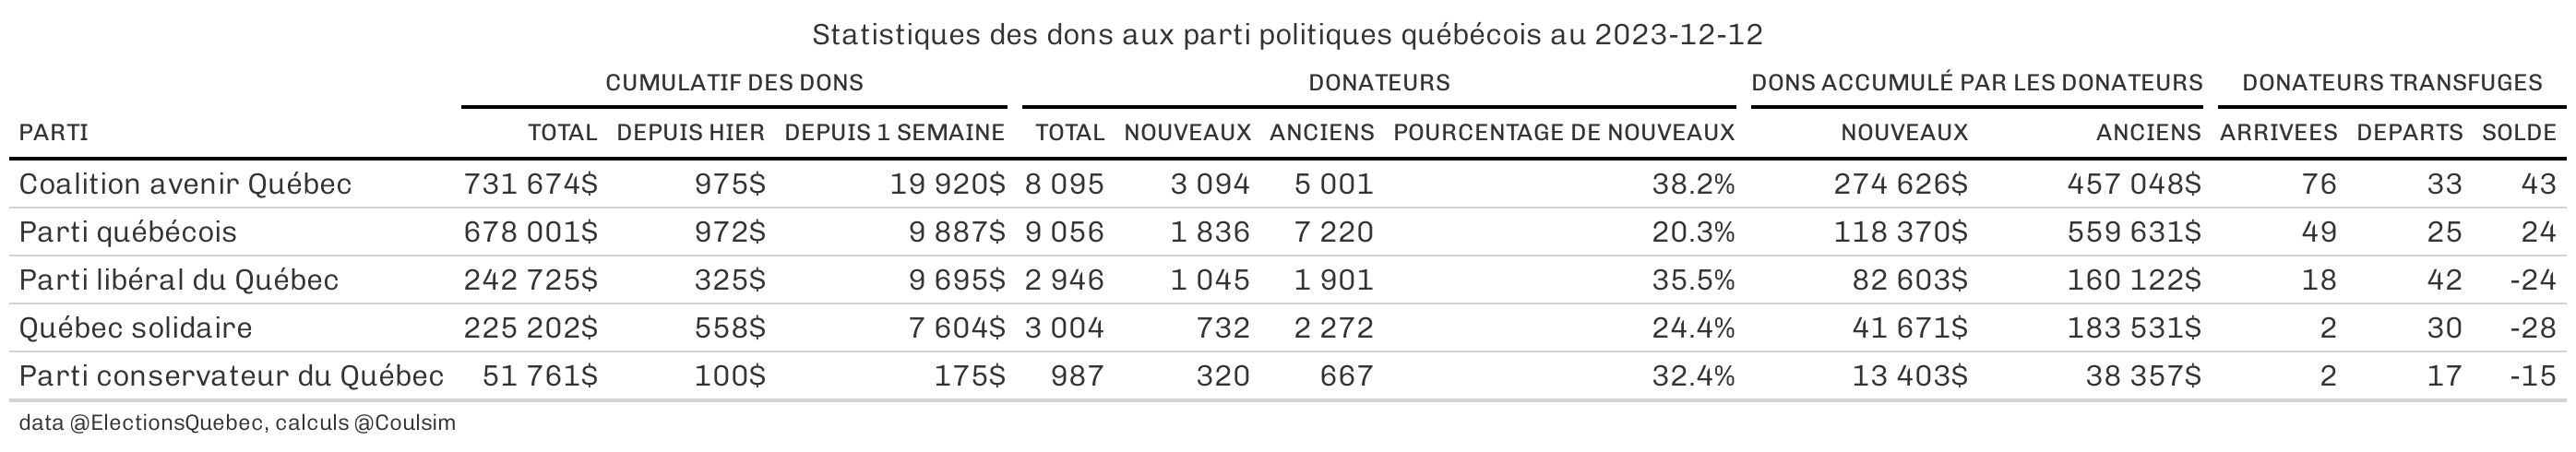 Statistiques des dons aux parti politiques québécois au 2023-12-12
CUMULATIF DES DONS DONATEURS DONS ACCUMULÉ PAR LES DONATEURS DONATEURS TRANSFUGES
PARTI TOTAL DEPUIS HIER DEPUIS 1 SEMAINE TOTAL NOUVEAUX ANCIENS POURCENTAGE DE NOUVEAUX NOUVEAUX ANCIENS ARRIVEES DEPARTS SOLDE
Coalition avenir Québec 731 674$ 975$ 19 920$ 8 095 3 094 5 001 38.2% 274 626$ 457 048$ 76 33 43
Parti québécois 678 001$ 972$ 9 887$ 9 056 1 836 7 220 20.3% 118 370$ 559 631$ 49 25 24
Parti libéral du Québec 242 725$ 325$ 9 695$ 2 946 1 045 1 901 35.5% 82 603$ 160 122$ 18 42 -24
Québec solidaire 225 202$ 558$ 7 604$ 3 004 732 2 272 24.4% 41 671$ 183 531$ 2 30 -28
Parti conservateur du Québec 51 761$ 100$ 175$ 987 320 667 32.4% 13 403$ 38 357$ 2 17 -15
data @ElectionsQuebec, calculs @Coulsim